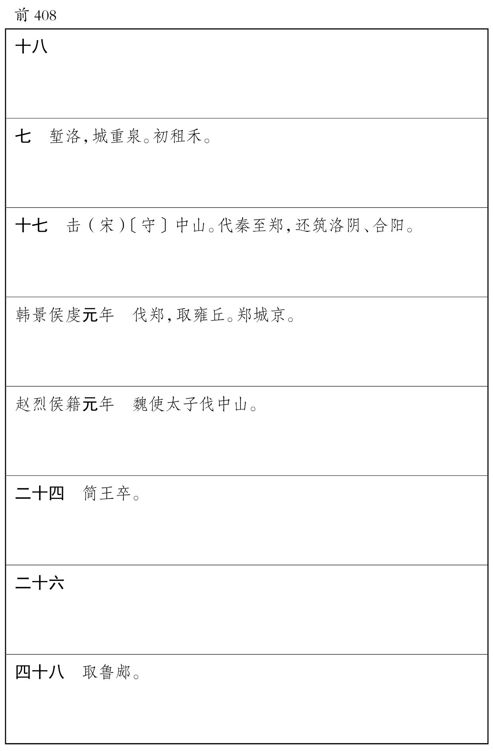 前 408
十八
七　堑洛，城重泉。初租禾。
十七　击（宋）〔守〕中山。伐秦至郑，还筑洛阴、合阳。
韩景侯虔元年　伐郑，取雍丘。郑城京。
赵烈侯籍元年　魏使太子伐中山。
二十四　简王卒。
二十六
四十八　取鲁郕。